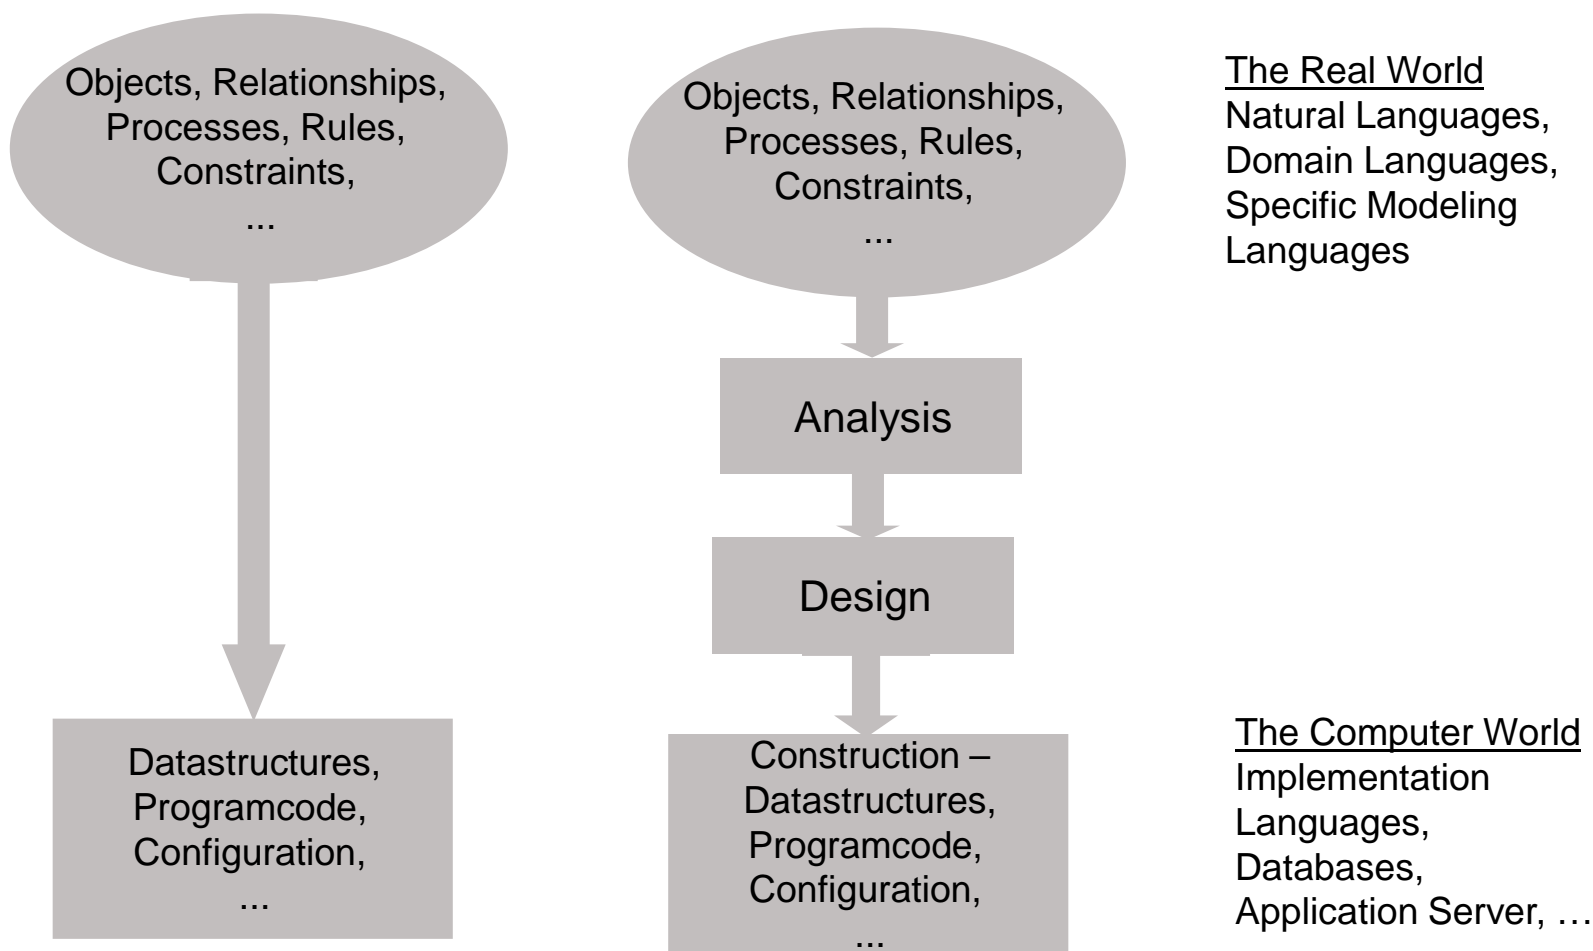 Objects, Relationships,
Processes, Rules,
Constraints,
...
Objects, Relationships,
Processes, Rules,
Constraints,
...
The Real World
Natural Languages,
Domain Languages,
Specific Modeling
Languages
Analysis
Design
Datastructures,
Programcode,
Configuration,
...
Construction –
Datastructures,
Programcode,
Configuration,
...
The Computer World
Implementation
Languages,
Databases,
Application Server, …